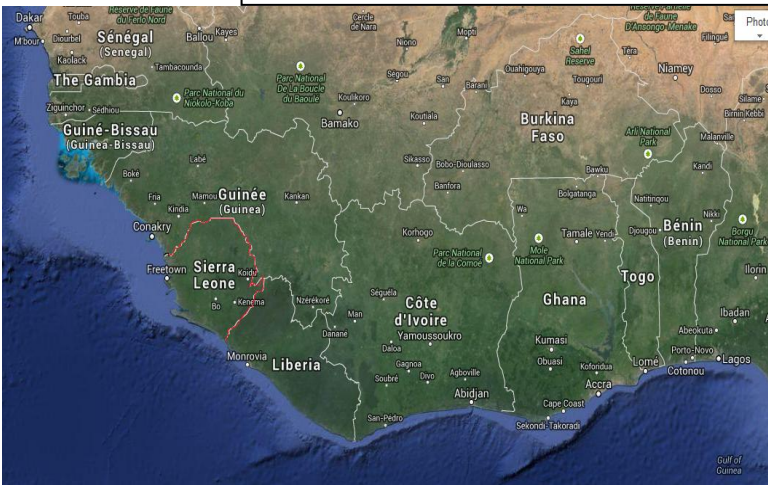 Réserve de Faune
du Ferlo Nord
Dakar
Touba
M'bour
Diourbel
Kaolack
Sénégal
(Senegal)
Ballou
Kayes
Cercle
de Nara
Nioro
Mopti
Ségou
San
Barani
Ouahigouya
Sahel
Reserve
Tougouri
Téra
D'Ansongo-Menake
de Faune
Filingué
Niamey
Photo
The Gambia
Tambacounda
Parc National du
Niokolo-Koba
Parc National
De La Boucle
du Baoulé
Koulikoro
Bamako
Koutiala
Kaya
Burkina
Faso
Dosso
Silame
Birnin Kebbi
Ziguinchor
Sédhiou
Guiné-Bissau
(Guinea-Bissau)
Sikasso
Bobo-Dioulasso
Banfora
Arli National
Park
Malanville
Boké
Labé
Bawku
Kandi
Fria
Mamou
Kindia
Guinée
(Guinea)
Kankan
Wa
Bolgatanga
Natitingou
Nikki
Borgu
National Park
Conakry
Korhogo
Parc National
de la Comoé
Mole
National Park
Tamale
Yendi
Djougou
Bénin
(Benin)
Freetown
Sierra
Leone
Koidu
Bo
Kenema
Nzérékoré
Séguéla
Côte
d'Ivoire
Yamoussoukro
Ghana
Togo
Ilorin
Ibadan
Man
Danané
Daloa
Gagnoa
Soubré
Divo
Agboville
Kumasi
Obuasi
Koforidua
Abeokuta
Porto-Novo
Lagos
Monrovia
Liberia
Abidjan
Lomé
Cotonou
Accra
Cape Coast
San-Pédro
Sekondi-Takoradi
Gulf of
Guinea